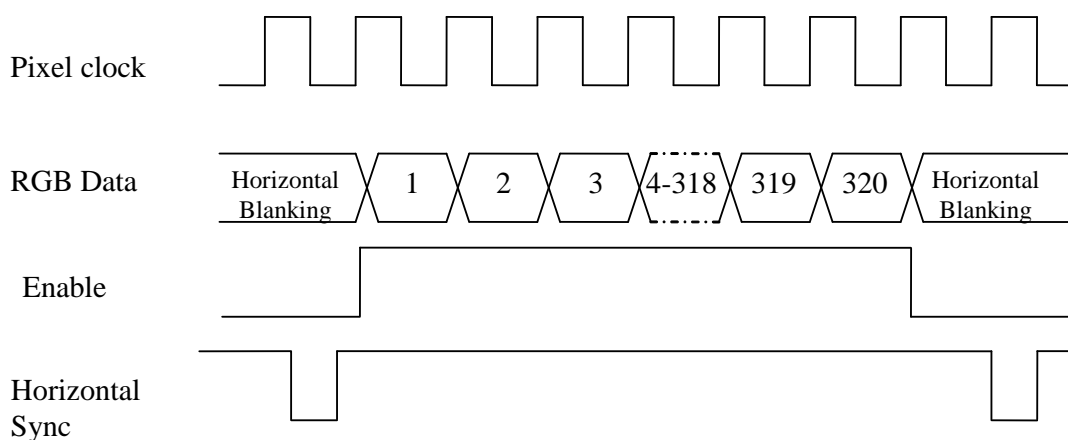 Pixel clock
RGB Data
Horizontal
Blanking
1
2
3
4-318
319
320
Horizontal
Blanking
Enable
Horizontal
Sync